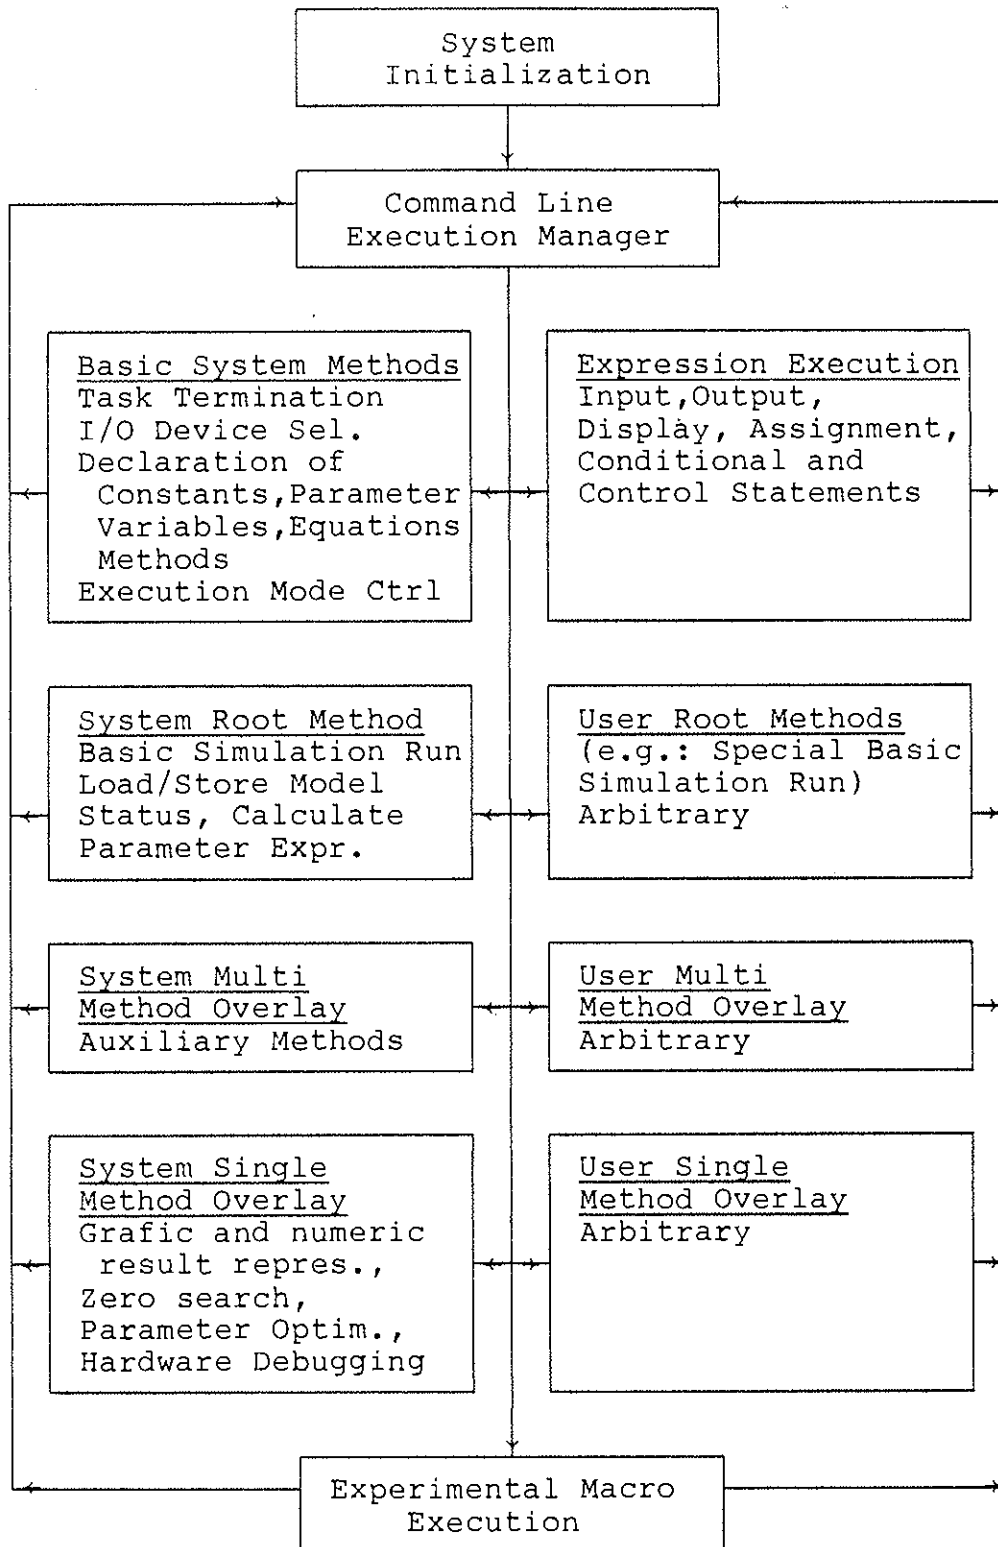 System
Initialization
Command Line
Execution Manager
Basic System Methods
Task Termination
I/O Device Sel.
Declaration of
Constants,Parameter
Variables,Equations
Methods
Execution Mode Ctrl
Expression Execution
Input,Output,
Display, Assignment,
Conditional and
Control Statements
System Root Method
Basic Simulation Run
Load/Store Model
Status, Calculate
Parameter Expr.
User Root Methods
(e.g.: Special Basic
Simulation Run)
Arbitrary
System Multi
Method Overlay
Auxiliary Methods
User Multi
Method Overlay
Arbitrary
System Single
Method Overlay
Grafic and numeric
result repres.,
Zero search,
Parameter Optim.,
Hardware Debugging
User Single
Method Overlay
Arbitrary
Experimental Macro
Execution